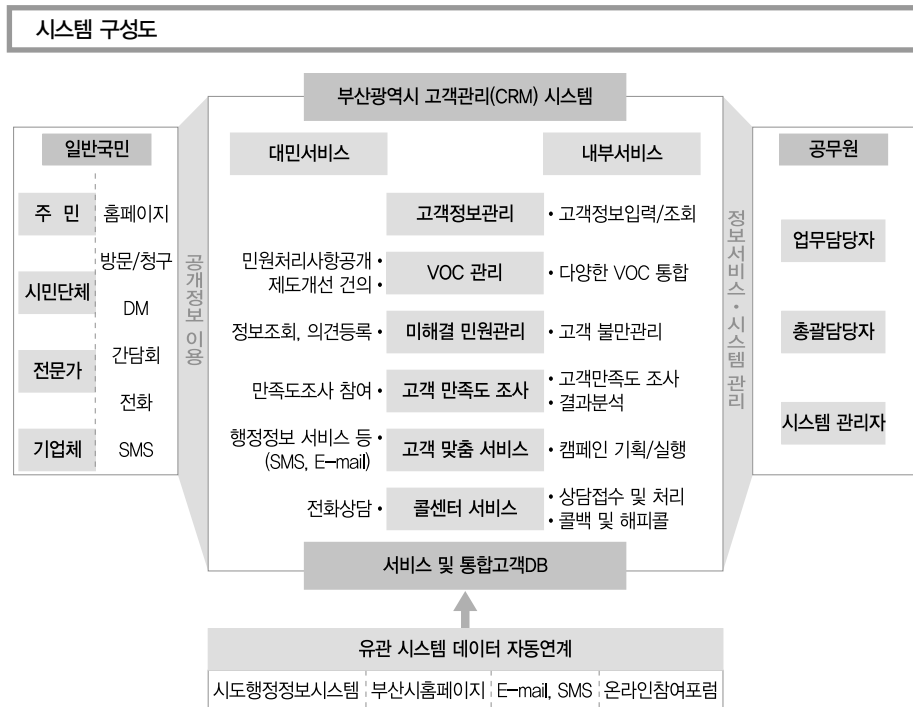 시스템 구성도
부산광역시 고객관리(CRM) 시스템
일반국민
주 민
시민단체
전문가
기업체
홈페이지
방문/청구
DM
간담회
전화
SMS
공개정보 이용
대민서비스
내부서비스
고객정보관리
• 고객정보입력/조회
민원처리사항공개 •
제도개선 건의 •
VOC 관리
• 다양한 VOC 통합
정보조회, 의견등록 •
미해결 민원관리
• 고객 불만관리
만족도조사 참여 •
고객 만족도 조사
• 고객만족도 조사
• 결과분석
행정정보 서비스 등 •
(SMS, E-mail)
고객 맞춤 서비스
• 캠페인 기획/실행
전화상담 •
콜센터 서비스
• 상담접수 및 처리
• 콜백 및 해피콜
서비스 및 통합고객DB
정보서비스・시스템 관리
공무원
업무담당자
총괄담당자
시스템 관리자
유관 시스템 데이터 자동연계
시도행정정보시스템 부산시홈페이지 E-mail, SMS 온라인참여포럼